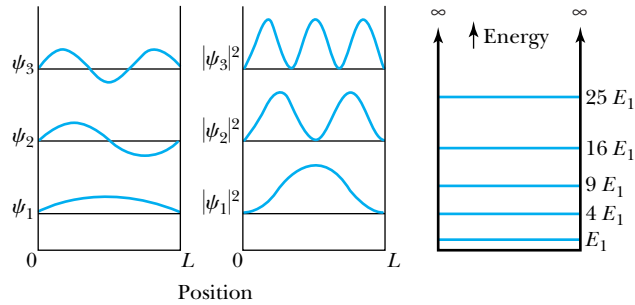 ψ₃
ψ₂
ψ₁
0
L
|ψ₃|²
|ψ₂|²
|ψ₁|²
0
L
Position
∞
∞
Energy
25 E₁
16 E₁
9 E₁
4 E₁
E₁